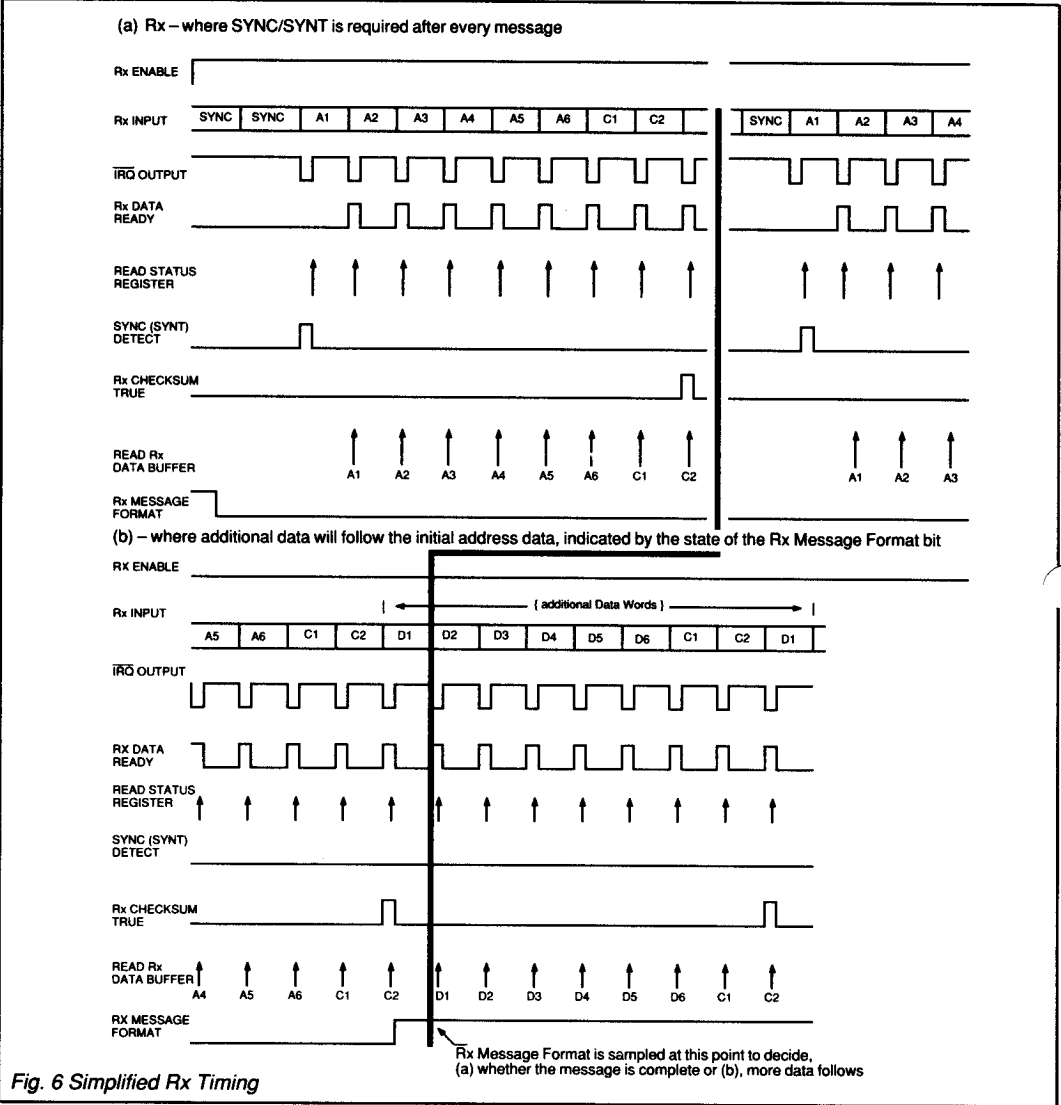 (a) Rx – where SYNC/SYNT is required after every message
Rx ENABLE
Rx INPUT SYNC SYNC A1 A2 A3 A4 A5 A6 C1 C2 SYNC A1 A2 A3 A4
IRQ OUTPUT
Rx DATA
READY
READ STATUS
REGISTER
SYNC (SYNT)
DETECT
Rx CHECKSUM
TRUE
READ Rx
DATA BUFFER
A1 A2 A3 A4 A5 A6 C1 C2 A1 A2 A3
Rx MESSAGE
FORMAT
(b) – where additional data will follow the initial address data, indicated by the state of the Rx Message Format bit
RX ENABLE
Rx INPUT
{ additional Data Words }
A5 A6 C1 C2 D1 D2 D3 D4 D5 D6 C1 C2 D1
IRQ OUTPUT
RX DATA
READY
READ STATUS
REGISTER
SYNC (SYNT)
DETECT
Rx CHECKSUM
TRUE
READ Rx
DATA BUFFER
A4 A5 A6 C1 C2 D1 D2 D3 D4 D5 D6 C1 C2
RX MESSAGE
FORMAT
Rx Message Format is sampled at this point to decide,
(a) whether the message is complete or (b), more data follows
Fig. 6 Simplified Rx Timing